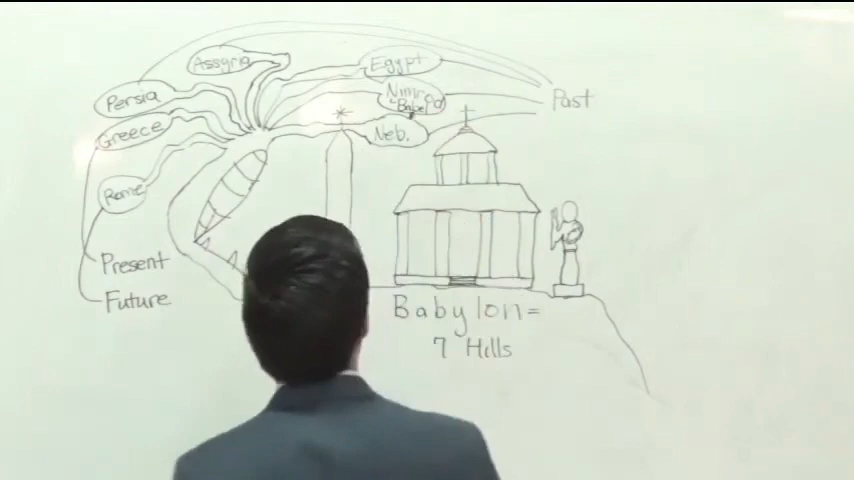 Assyria
Egypt
Persia
Nimrod
Babel
Past
Greece
Neb.
Rome
Present
Future
Babylon=
7 Hills